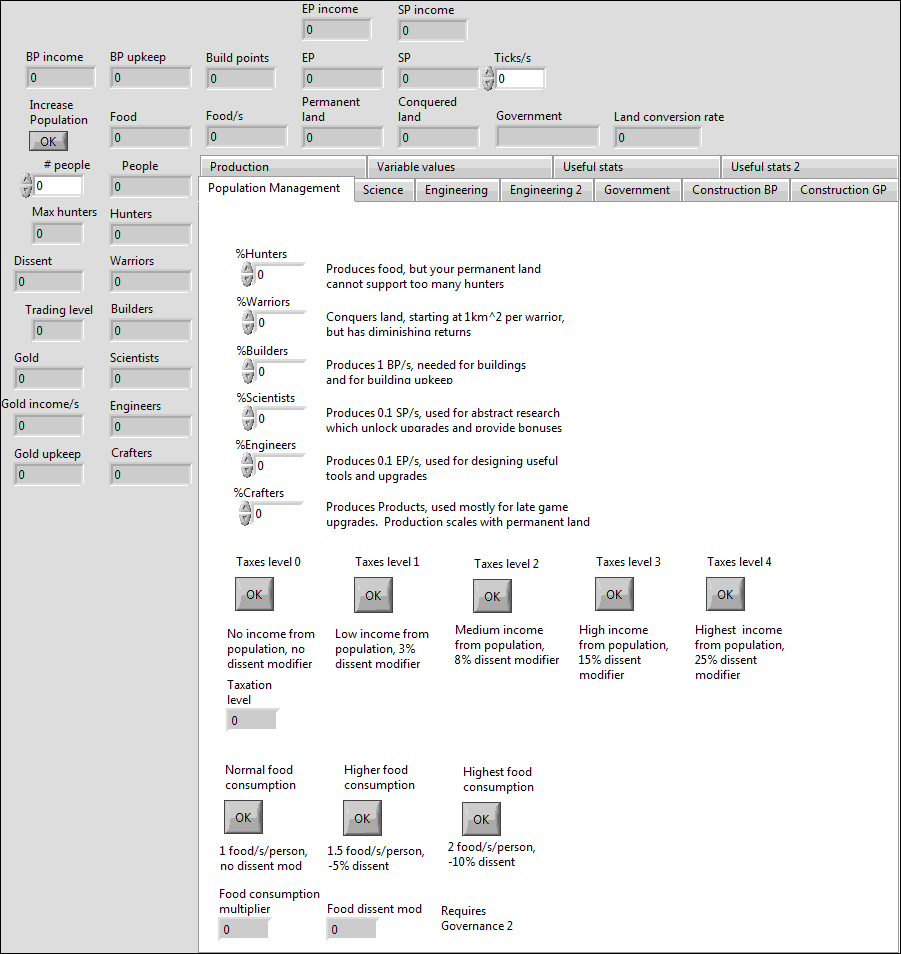 EP income
SP income
0
0
BP income
BP upkeep
Build points
EP
SP
Ticks/s
0
0
0
0
0
0
Increase
Population
OK
Food
0
Food/s
0
Permanent
land
0
Conquered
land
0
Government
Land conversion rate
0
# people
0
People
0
Max hunters
0
Hunters
0
Dissent
0
Warriors
0
Trading level
0
Builders
0
Gold
0
Scientists
0
Gold income/s
0
Engineers
0
Gold upkeep
0
Crafters
0
Production
Variable values
Useful stats
Useful stats 2
Population Management
Science
Engineering
Engineering 2
Government
Construction BP
Construction GP
%Hunters
0
Produces food, but your permanent land
cannot support too many hunters
%Warriors
0
Conquers land, starting at 1km^2 per warrior,
but has diminishing returns
%Builders
0
Produces 1 BP/s, needed for buildings
and for building upkeep
%Scientists
0
Produces 0.1 SP/s, used for abstract research
which unlock upgrades and provide bonuses
%Engineers
0
Produces 0.1 EP/s, used for designing useful
tools and upgrades
%Crafters
0
Produces Products, used mostly for late game
upgrades. Production scales with permanent land
Taxes level 0
OK
No income from
population, no
dissent modifier
Taxes level 1
OK
Low income from
population, 3%
dissent modifier
Taxes level 2
OK
Medium income
from population,
8% dissent modifier
Taxes level 3
OK
High income
from population,
15% dissent
modifier
Taxes level 4
OK
Highest income
from population,
25% dissent
modifier
Taxation
level
0
Normal food
consumption
OK
1 food/s/person,
no dissent mod
Higher food
consumption
OK
1.5 food/s/person,
-5% dissent
Highest food
consumption
OK
2 food/s/person,
-10% dissent
Food consumption
multiplier
0
Food dissent mod
0
Requires
Governance 2